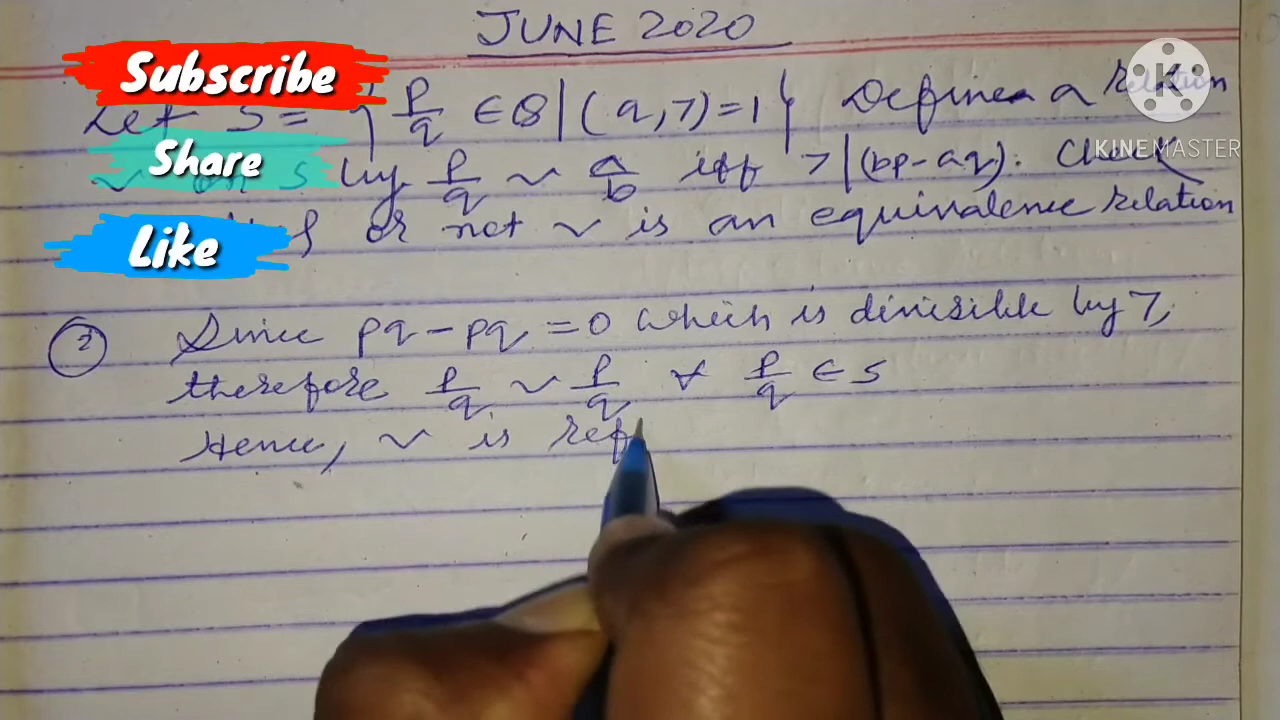 JUNE 2020
Subscribe
KINEMASTER
Let S = { p/q ∈ Q | (q,7)=1 } Define a relation
Share
~ on S by p/q ~ a/b iff 7|(bp-aq). Check
Like
or not ~ is an equivalence relation
② Since pq-pq=0 which is divisible by 7,
therefore p/q ~ p/q ∀ p/q ∈ S
Hence, ~ is ref